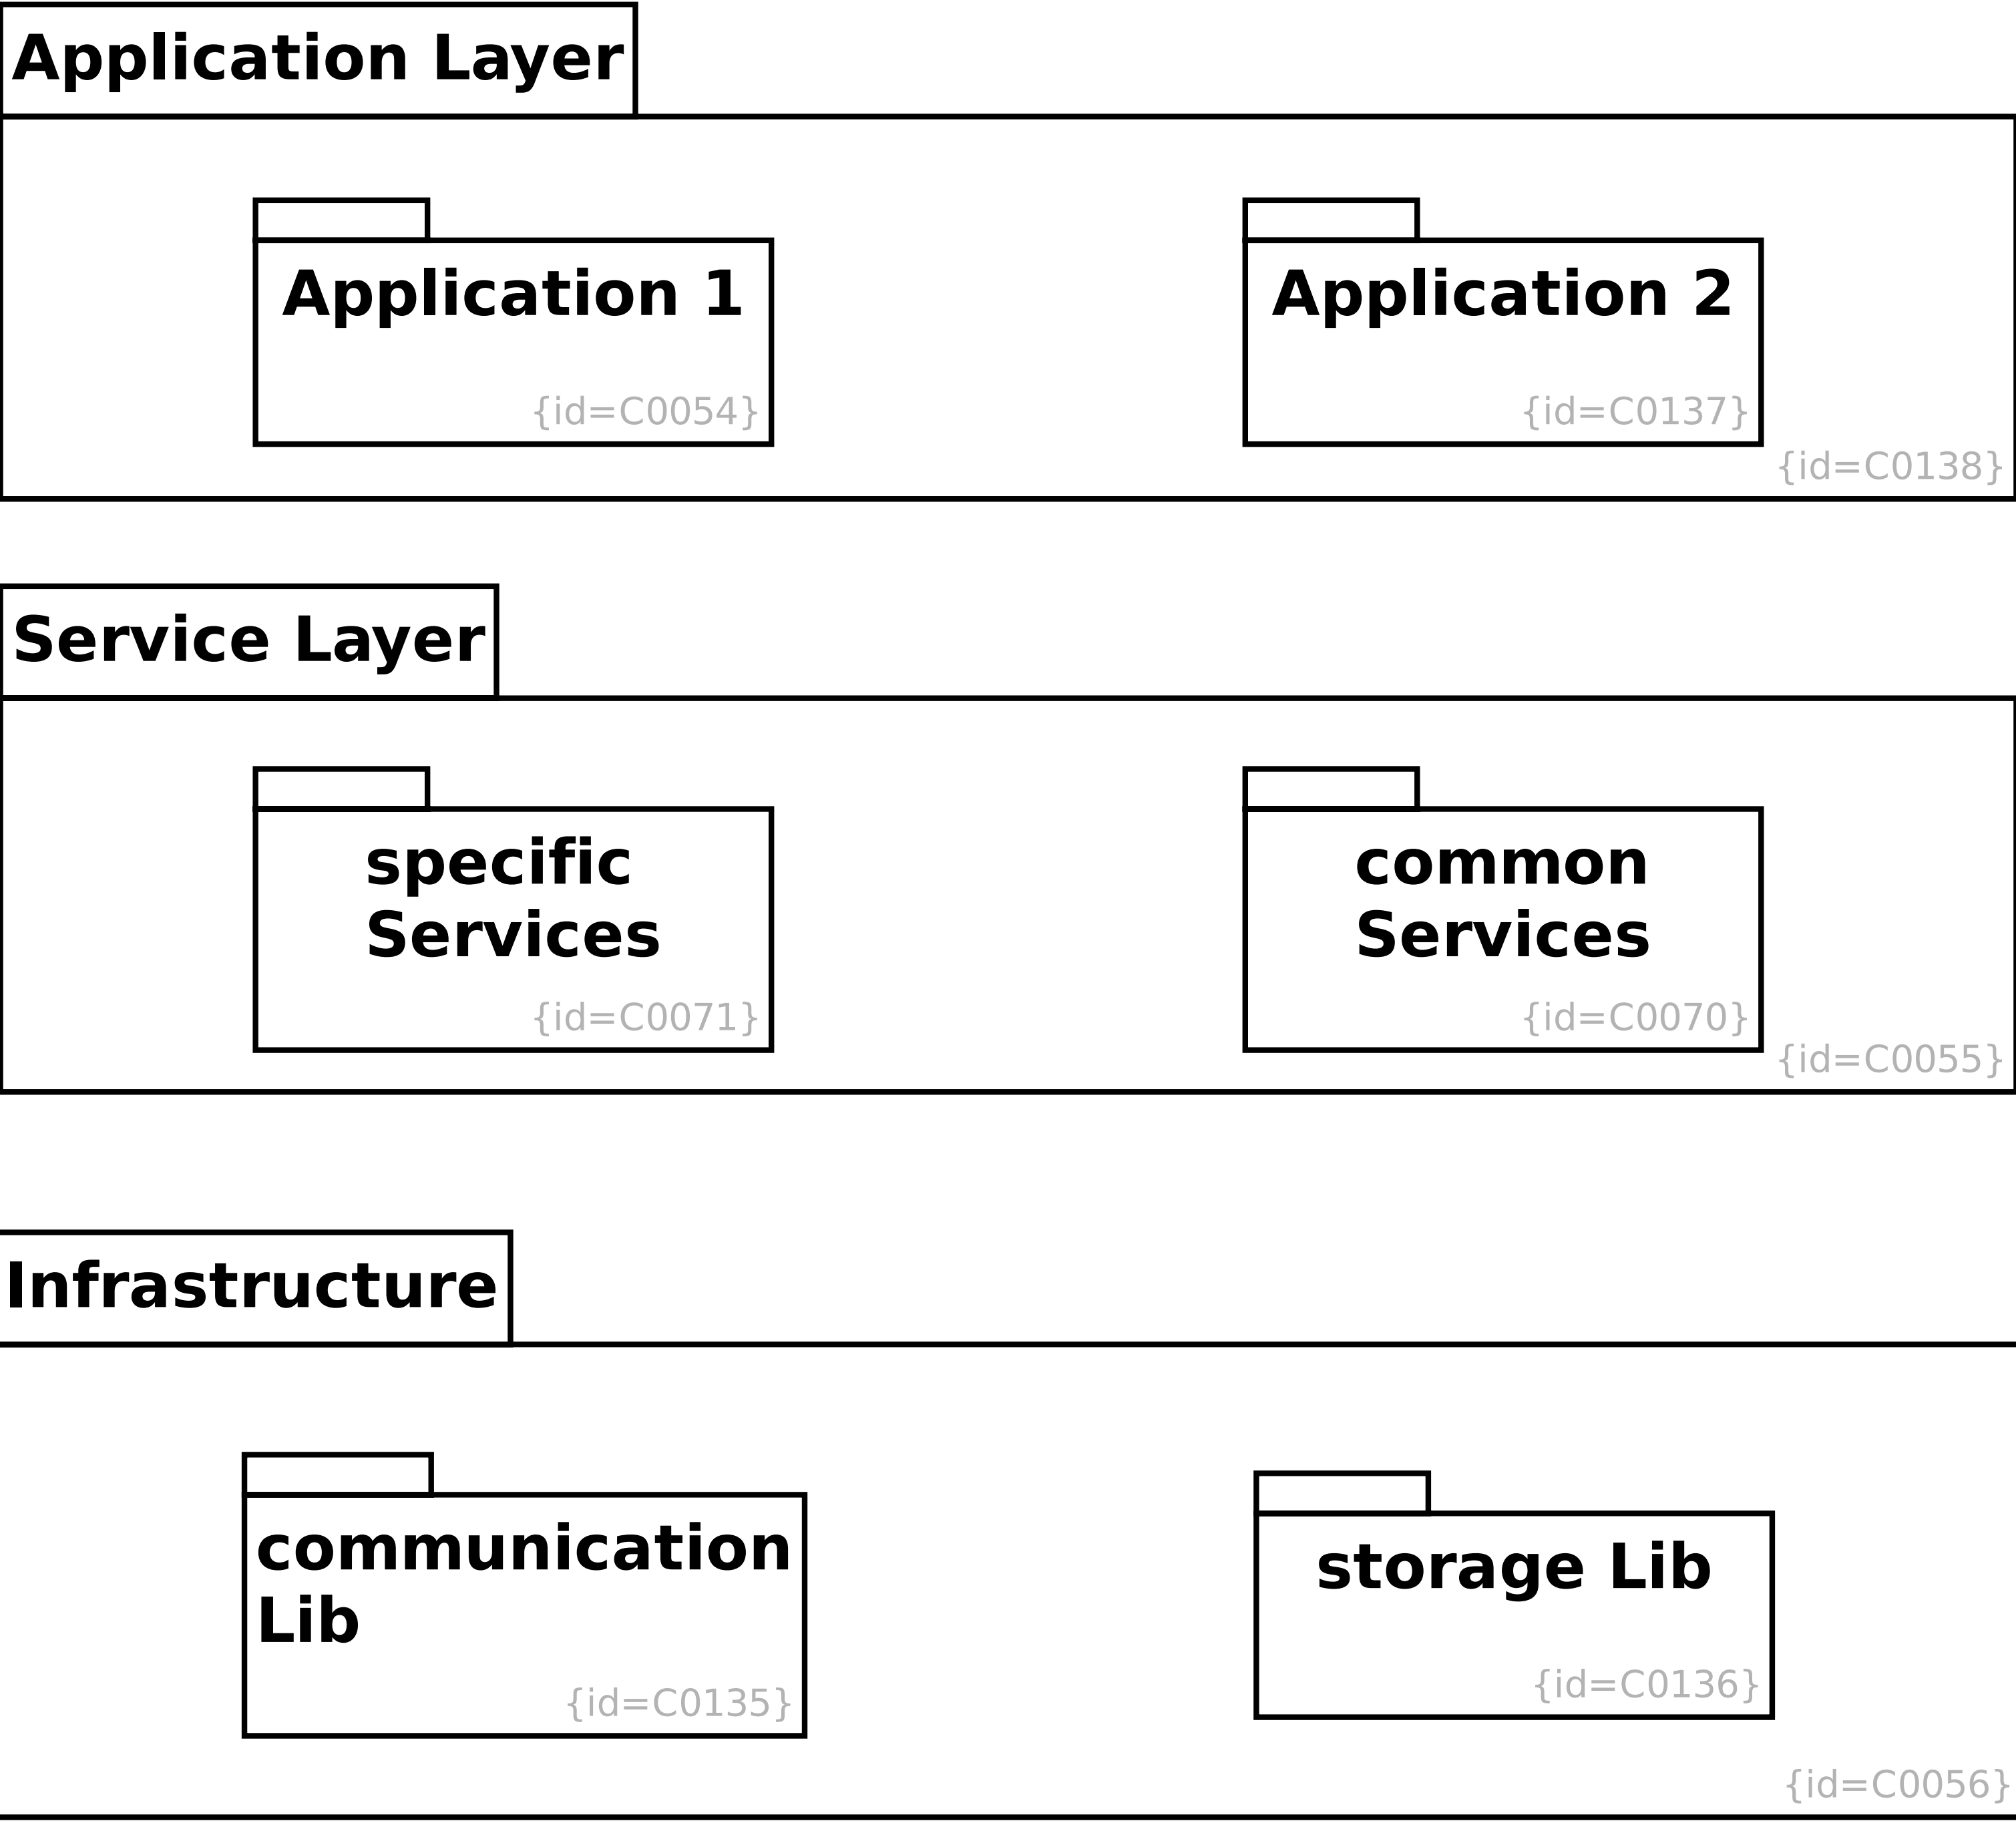 Application Layer
Application 1
{id=C0054}
Application 2
{id=C0137}
{id=C0138}
Service Layer
specific
Services
{id=C0071}
common
Services
{id=C0070}
{id=C0055}
Infrastructure
communication
Lib
{id=C0135}
storage Lib
{id=C0136}
{id=C0056}